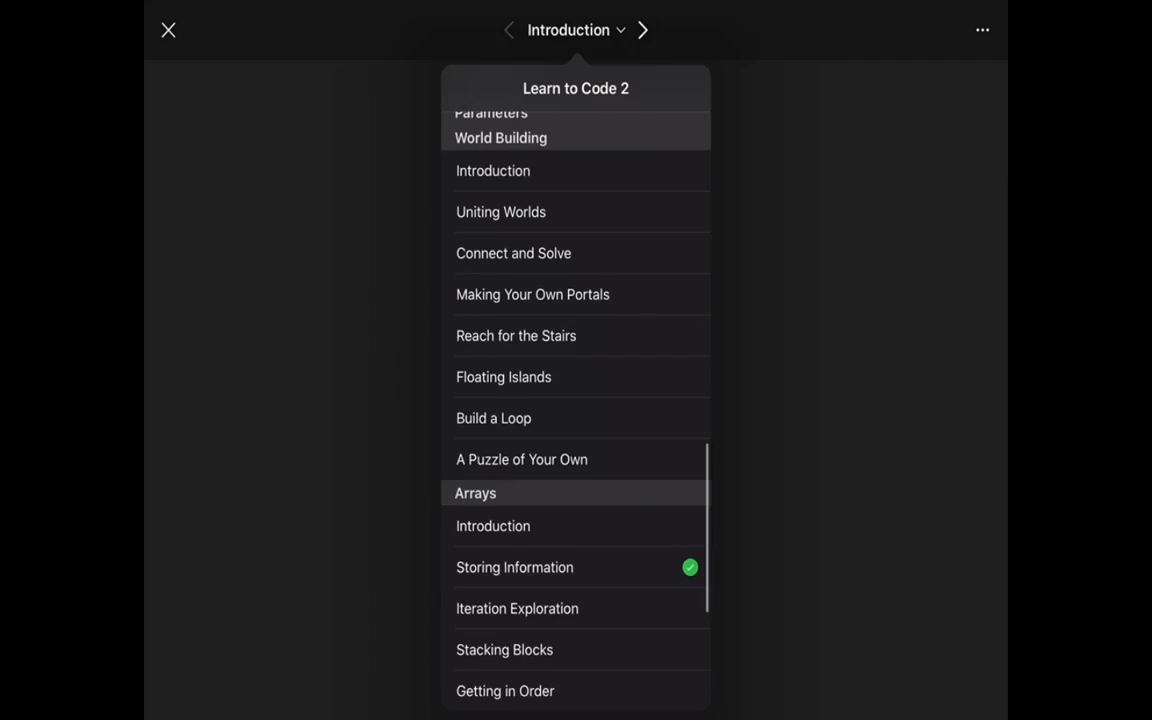 Introduction
Learn to Code 2
Parameters
World Building
Introduction
Uniting Worlds
Connect and Solve
Making Your Own Portals
Reach for the Stairs
Floating Islands
Build a Loop
A Puzzle of Your Own
Arrays
Introduction
Storing Information
Iteration Exploration
Stacking Blocks
Getting in Order